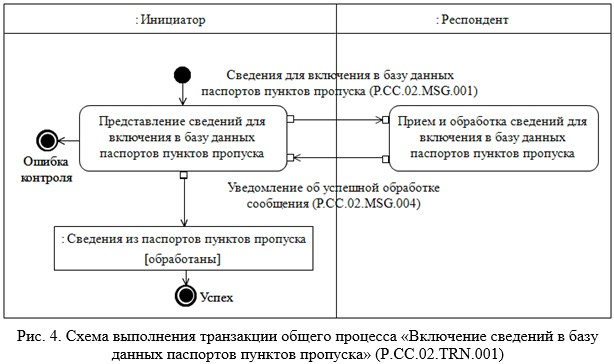 : Инициатор
: Респондент
Сведения для включения в базу данных
паспортов пунктов пропуска (P.CC.02.MSG.001)
Представление сведений для
включения в базу данных
паспортов пунктов пропуска
Прием и обработка сведений для
включения в базу данных
паспортов пунктов пропуска
Ошибка
контроля
Уведомление об успешной обработке
сообщения (P.CC.02.MSG.004)
: Сведения из паспортов пунктов пропуска
[обработаны]
Успех
Рис. 4. Схема выполнения транзакции общего процесса «Включение сведений в базу
данных паспортов пунктов пропуска» (P.CC.02.TRN.001)